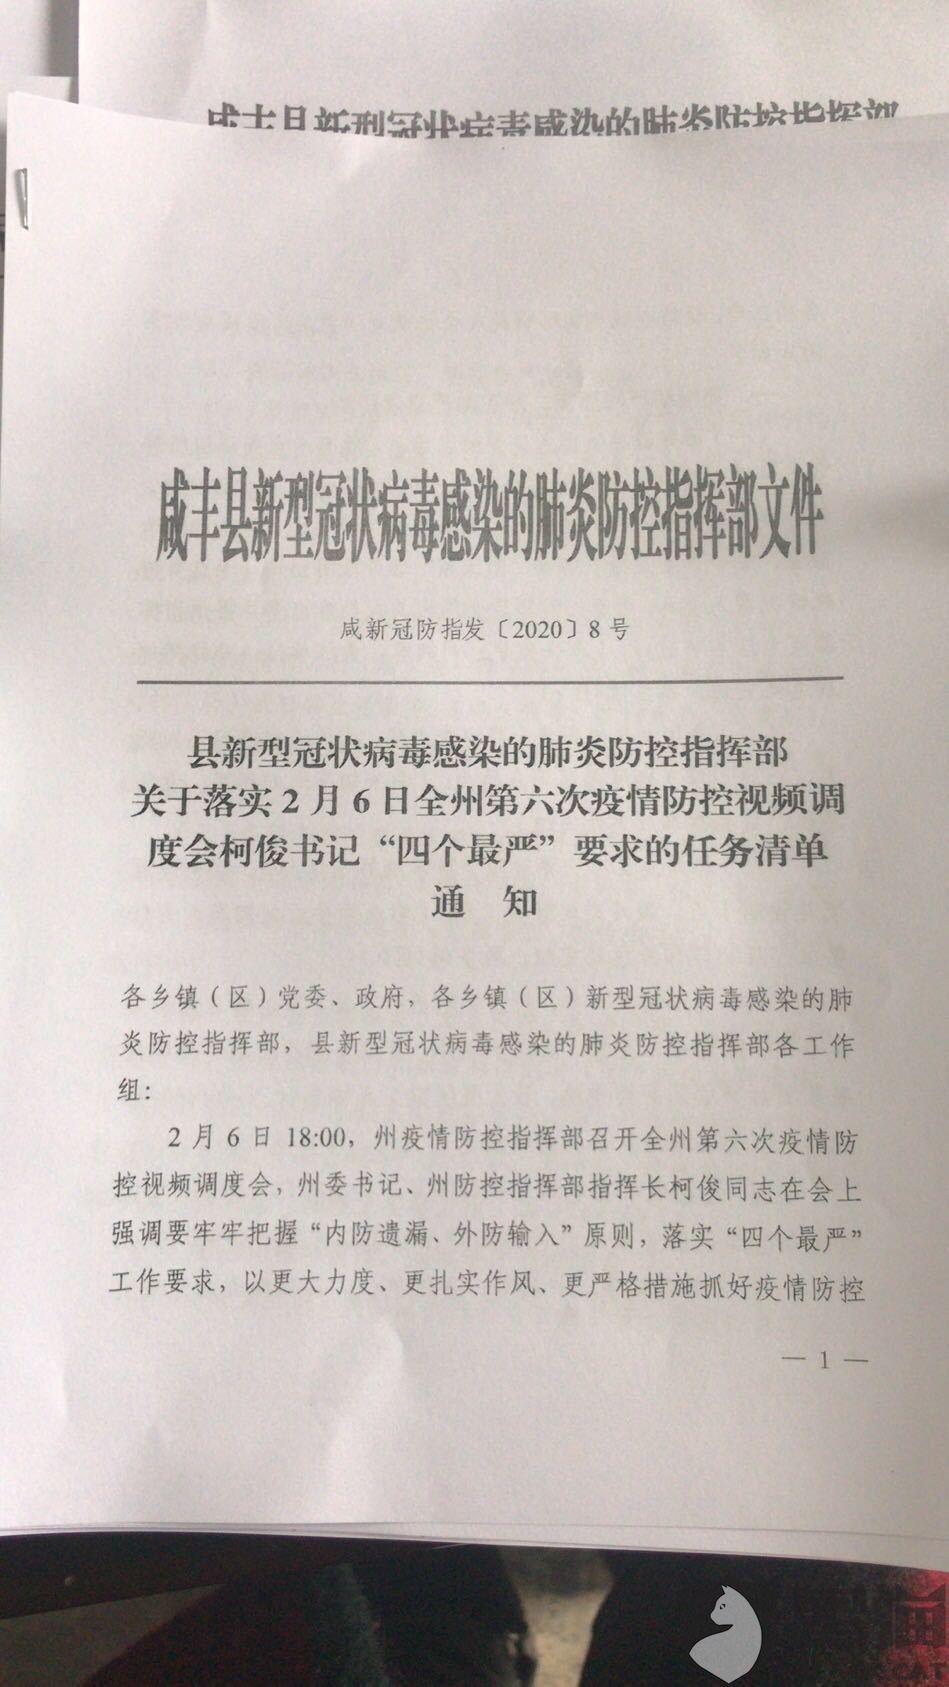 咸丰县新型冠状病毒感染的肺炎防控指挥部
咸丰县新型冠状病毒感染的肺炎防控指挥部文件
咸新冠防指发〔2020〕8号
县新型冠状病毒感染的肺炎防控指挥部
关于落实2月6日全州第六次疫情防控视频调
度会柯俊书记“四个最严”要求的任务清单
通 知
各乡镇（区）党委、政府，各乡镇（区）新型冠状病毒感染的肺
炎防控指挥部，县新型冠状病毒感染的肺炎防控指挥部各工作
组：
2月6日18:00，州疫情防控指挥部召开全州第六次疫情防
控视频调度会，州委书记、州防控指挥部指挥长柯俊同志在会上
强调要牢牢把握“内防遗漏、外防输入”原则，落实“四个最严”
工作要求，以更大力度、更扎实作风、更严格措施抓好疫情防控
— 1 —